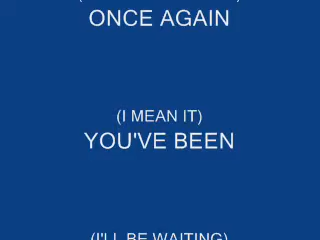 ONCE AGAIN
(I MEAN IT)
YOU'VE BEEN
(I'LL BE WAITING)